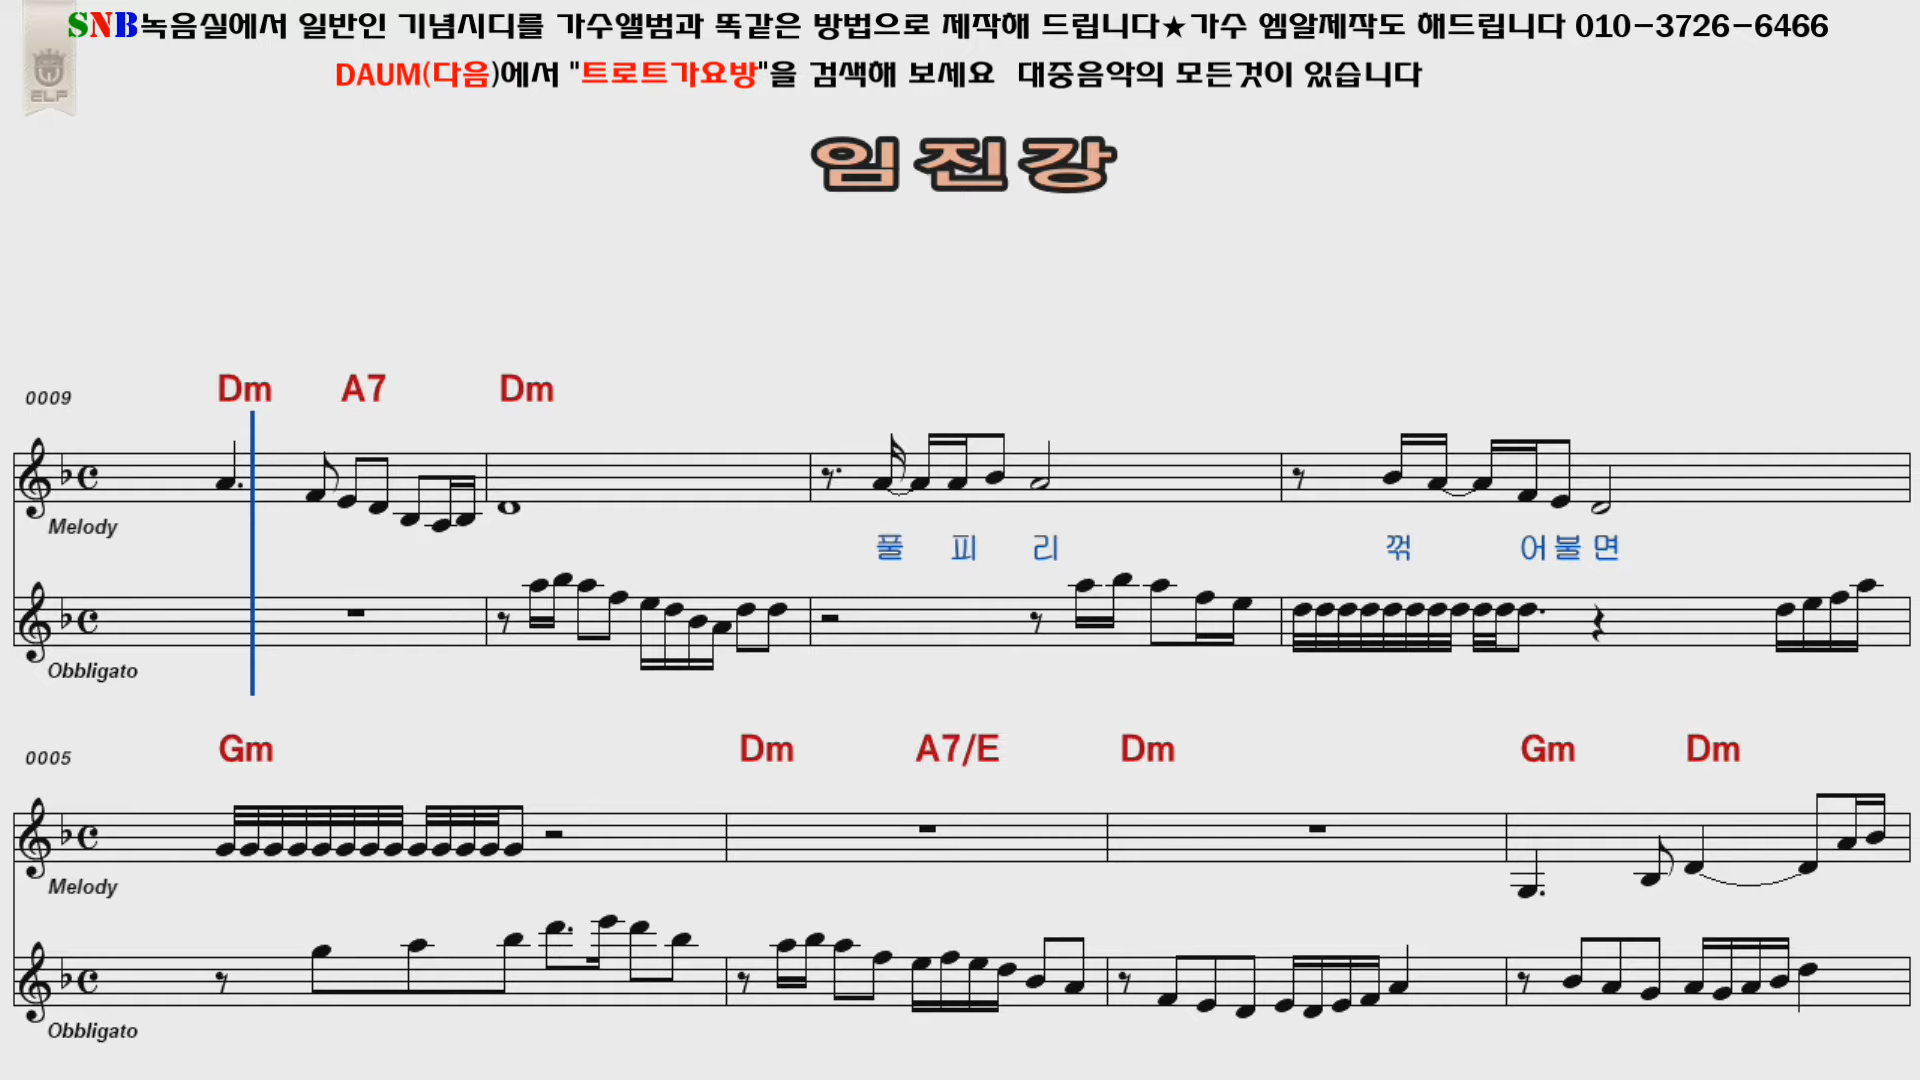 SNB녹음실에서 일반인 기념시디를 가수앨범과 똑같은 방법으로 제작해 드립니다★가수 엠알제작도 해드립니다 010-3726-6466
ELF
DAUM(다음)에서 "트로트가요방"을 검색해 보세요 대중음악의 모든것이 있습니다
임진강
0009 Dm A7 Dm
Melody
풀 피 리 꺾 어 불 면
Obbligato
0005 Gm Dm A7/E Dm Gm Dm
Melody
Obbligato